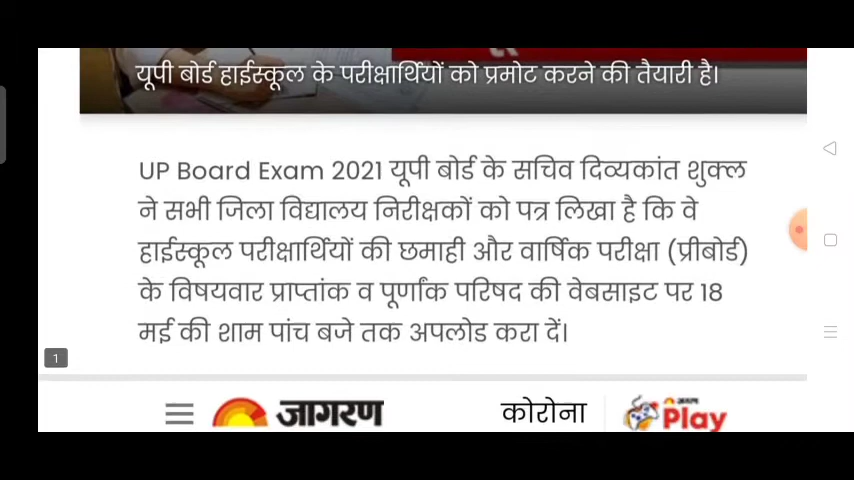 यूपी बोर्ड हाईस्कूल के परीक्षार्थियों को प्रमोट करने की तैयारी है।
UP Board Exam 2021 यूपी बोर्ड के सचिव दिव्यकांत शुक्ल
ने सभी जिला विद्यालय निरीक्षकों को पत्र लिखा है कि वे
हाईस्कूल परीक्षार्थियों की छमाही और वार्षिक परीक्षा (प्रीबोर्ड)
के विषयवार प्राप्तांक व पूर्णांक परिषद की वेबसाइट पर 18
मई की शाम पांच बजे तक अपलोड करा दें।
1
जागरण कोरोना जागरण Play